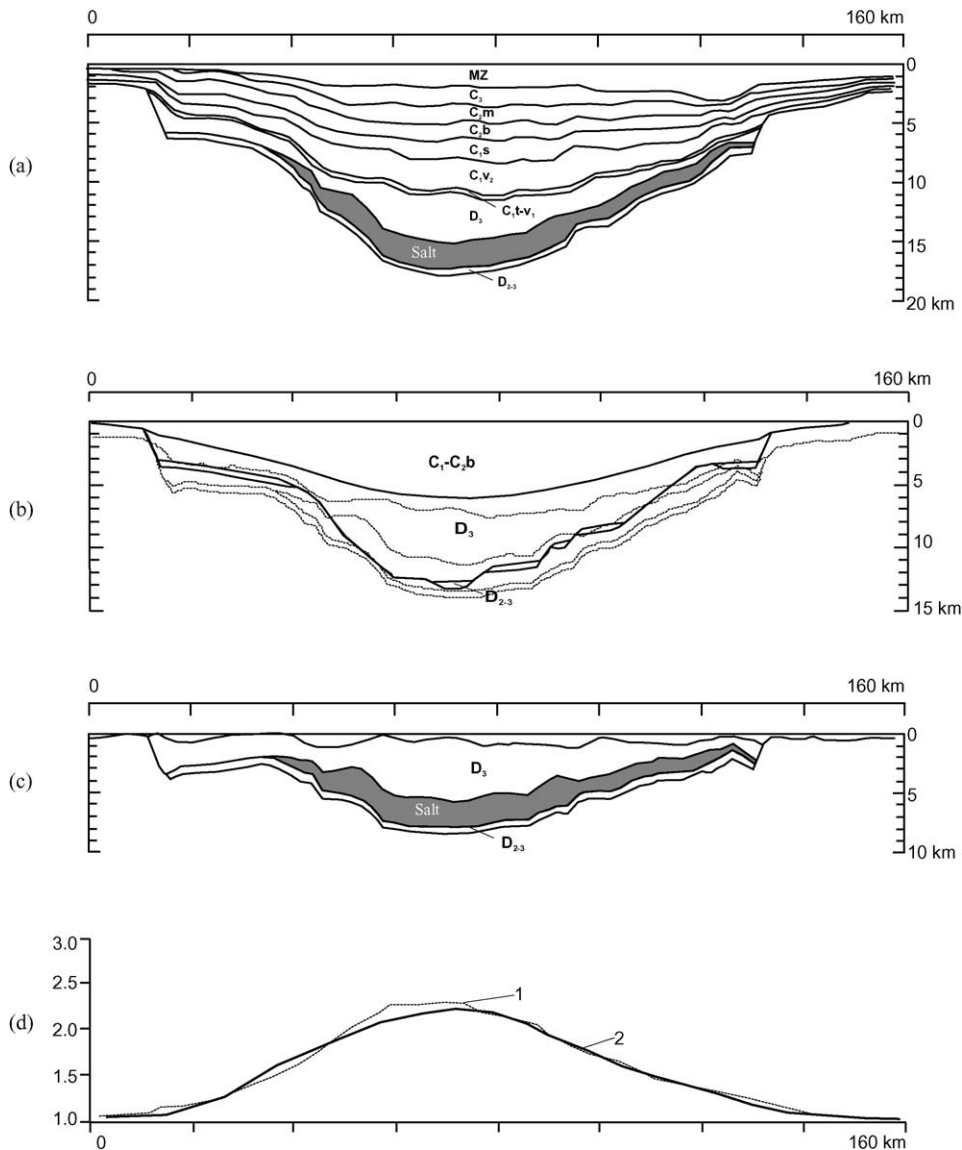 0 160 km
(a)
MZ
C₃
C₂m
C₂b
C₁s
C₁v₂
C₁t-v₁
D₃
Salt
D₂₋₃
0
5
10
15
20 km
0 160 km
(b)
C₁-C₂b
D₃
D₂₋₃
0
5
10
15 km
0 160 km
(c)
D₃
Salt
D₂₋₃
0
5
10 km
(d)
3.0
2.5
2.0
1.5
1.0
1
2
0 160 km